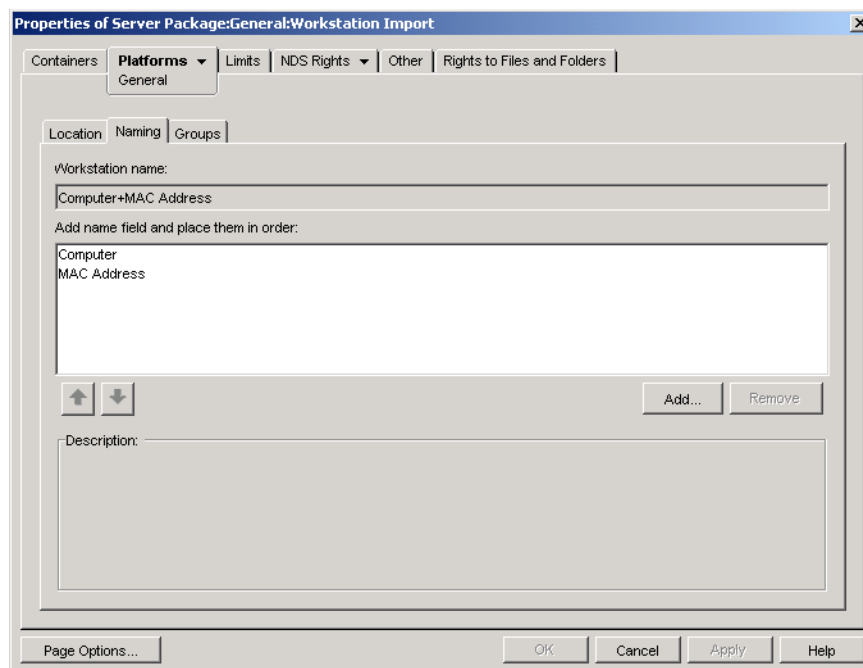 Properties of Server Package:General:Workstation Import
Containers Platforms Limits NDS Rights Other Rights to Files and Folders
General
Location Naming Groups
Workstation name:
Computer+MAC Address
Add name field and place them in order:
Computer
MAC Address
Add... Remove
Description:
Page Options... OK Cancel Apply Help